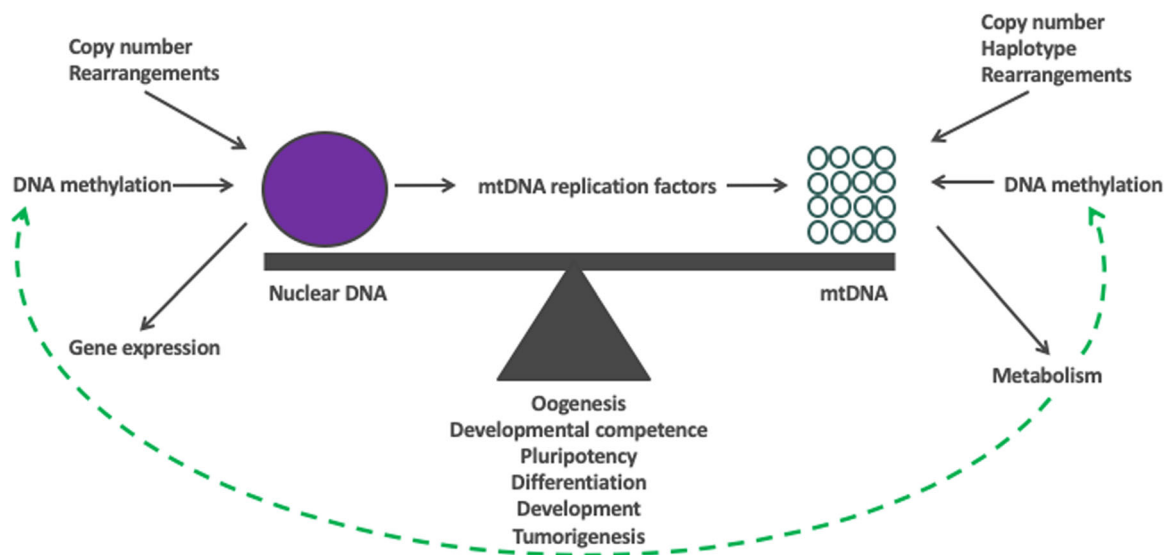 Copy number
Rearrangements
Copy number
Haplotype
Rearrangements
DNA methylation
mtDNA replication factors
DNA methylation
Nuclear DNA
mtDNA
Gene expression
Metabolism
Oogenesis
Developmental competence
Pluripotency
Differentiation
Development
Tumorigenesis